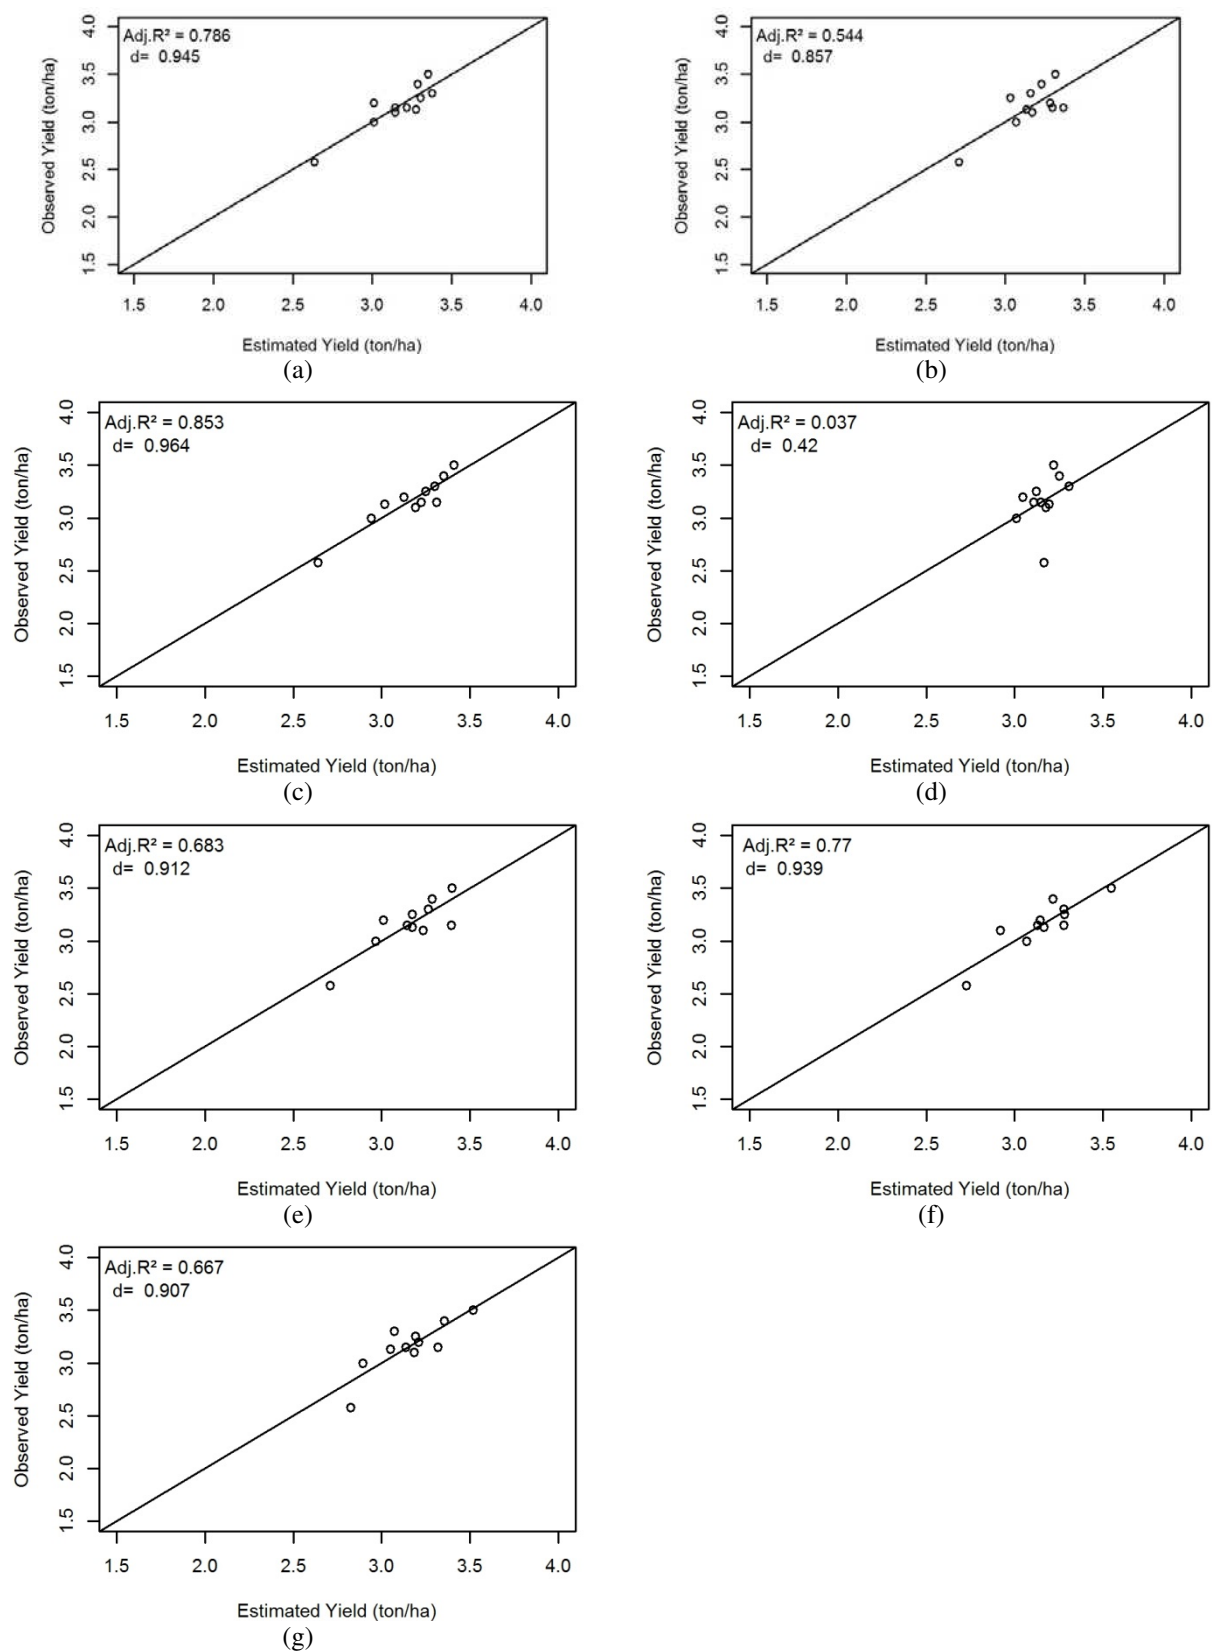 Adj.R² = 0.786
d= 0.945
Observed Yield (ton/ha)
1.5 2.0 2.5 3.0 3.5 4.0
1.5 2.0 2.5 3.0 3.5 4.0
Estimated Yield (ton/ha)
(a)
Adj.R² = 0.544
d= 0.857
Observed Yield (ton/ha)
1.5 2.0 2.5 3.0 3.5 4.0
1.5 2.0 2.5 3.0 3.5 4.0
Estimated Yield (ton/ha)
(b)
Adj.R² = 0.853
d= 0.964
Observed Yield (ton/ha)
1.5 2.0 2.5 3.0 3.5 4.0
1.5 2.0 2.5 3.0 3.5 4.0
Estimated Yield (ton/ha)
(c)
Adj.R² = 0.037
d= 0.42
Observed Yield (ton/ha)
1.5 2.0 2.5 3.0 3.5 4.0
1.5 2.0 2.5 3.0 3.5 4.0
Estimated Yield (ton/ha)
(d)
Adj.R² = 0.683
d= 0.912
Observed Yield (ton/ha)
1.5 2.0 2.5 3.0 3.5 4.0
1.5 2.0 2.5 3.0 3.5 4.0
Estimated Yield (ton/ha)
(e)
Adj.R² = 0.77
d= 0.939
Observed Yield (ton/ha)
1.5 2.0 2.5 3.0 3.5 4.0
1.5 2.0 2.5 3.0 3.5 4.0
Estimated Yield (ton/ha)
(f)
Adj.R² = 0.667
d= 0.907
Observed Yield (ton/ha)
1.5 2.0 2.5 3.0 3.5 4.0
1.5 2.0 2.5 3.0 3.5 4.0
Estimated Yield (ton/ha)
(g)